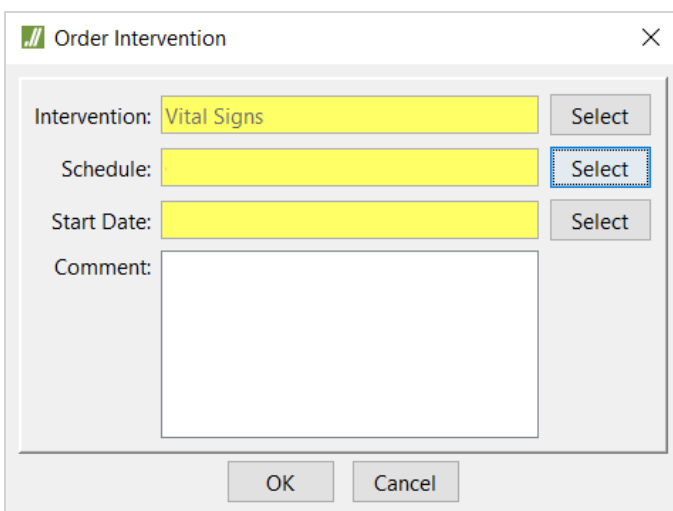 Order Intervention
Intervention: Vital Signs Select
Schedule: Select
Start Date: Select
Comment:
OK Cancel